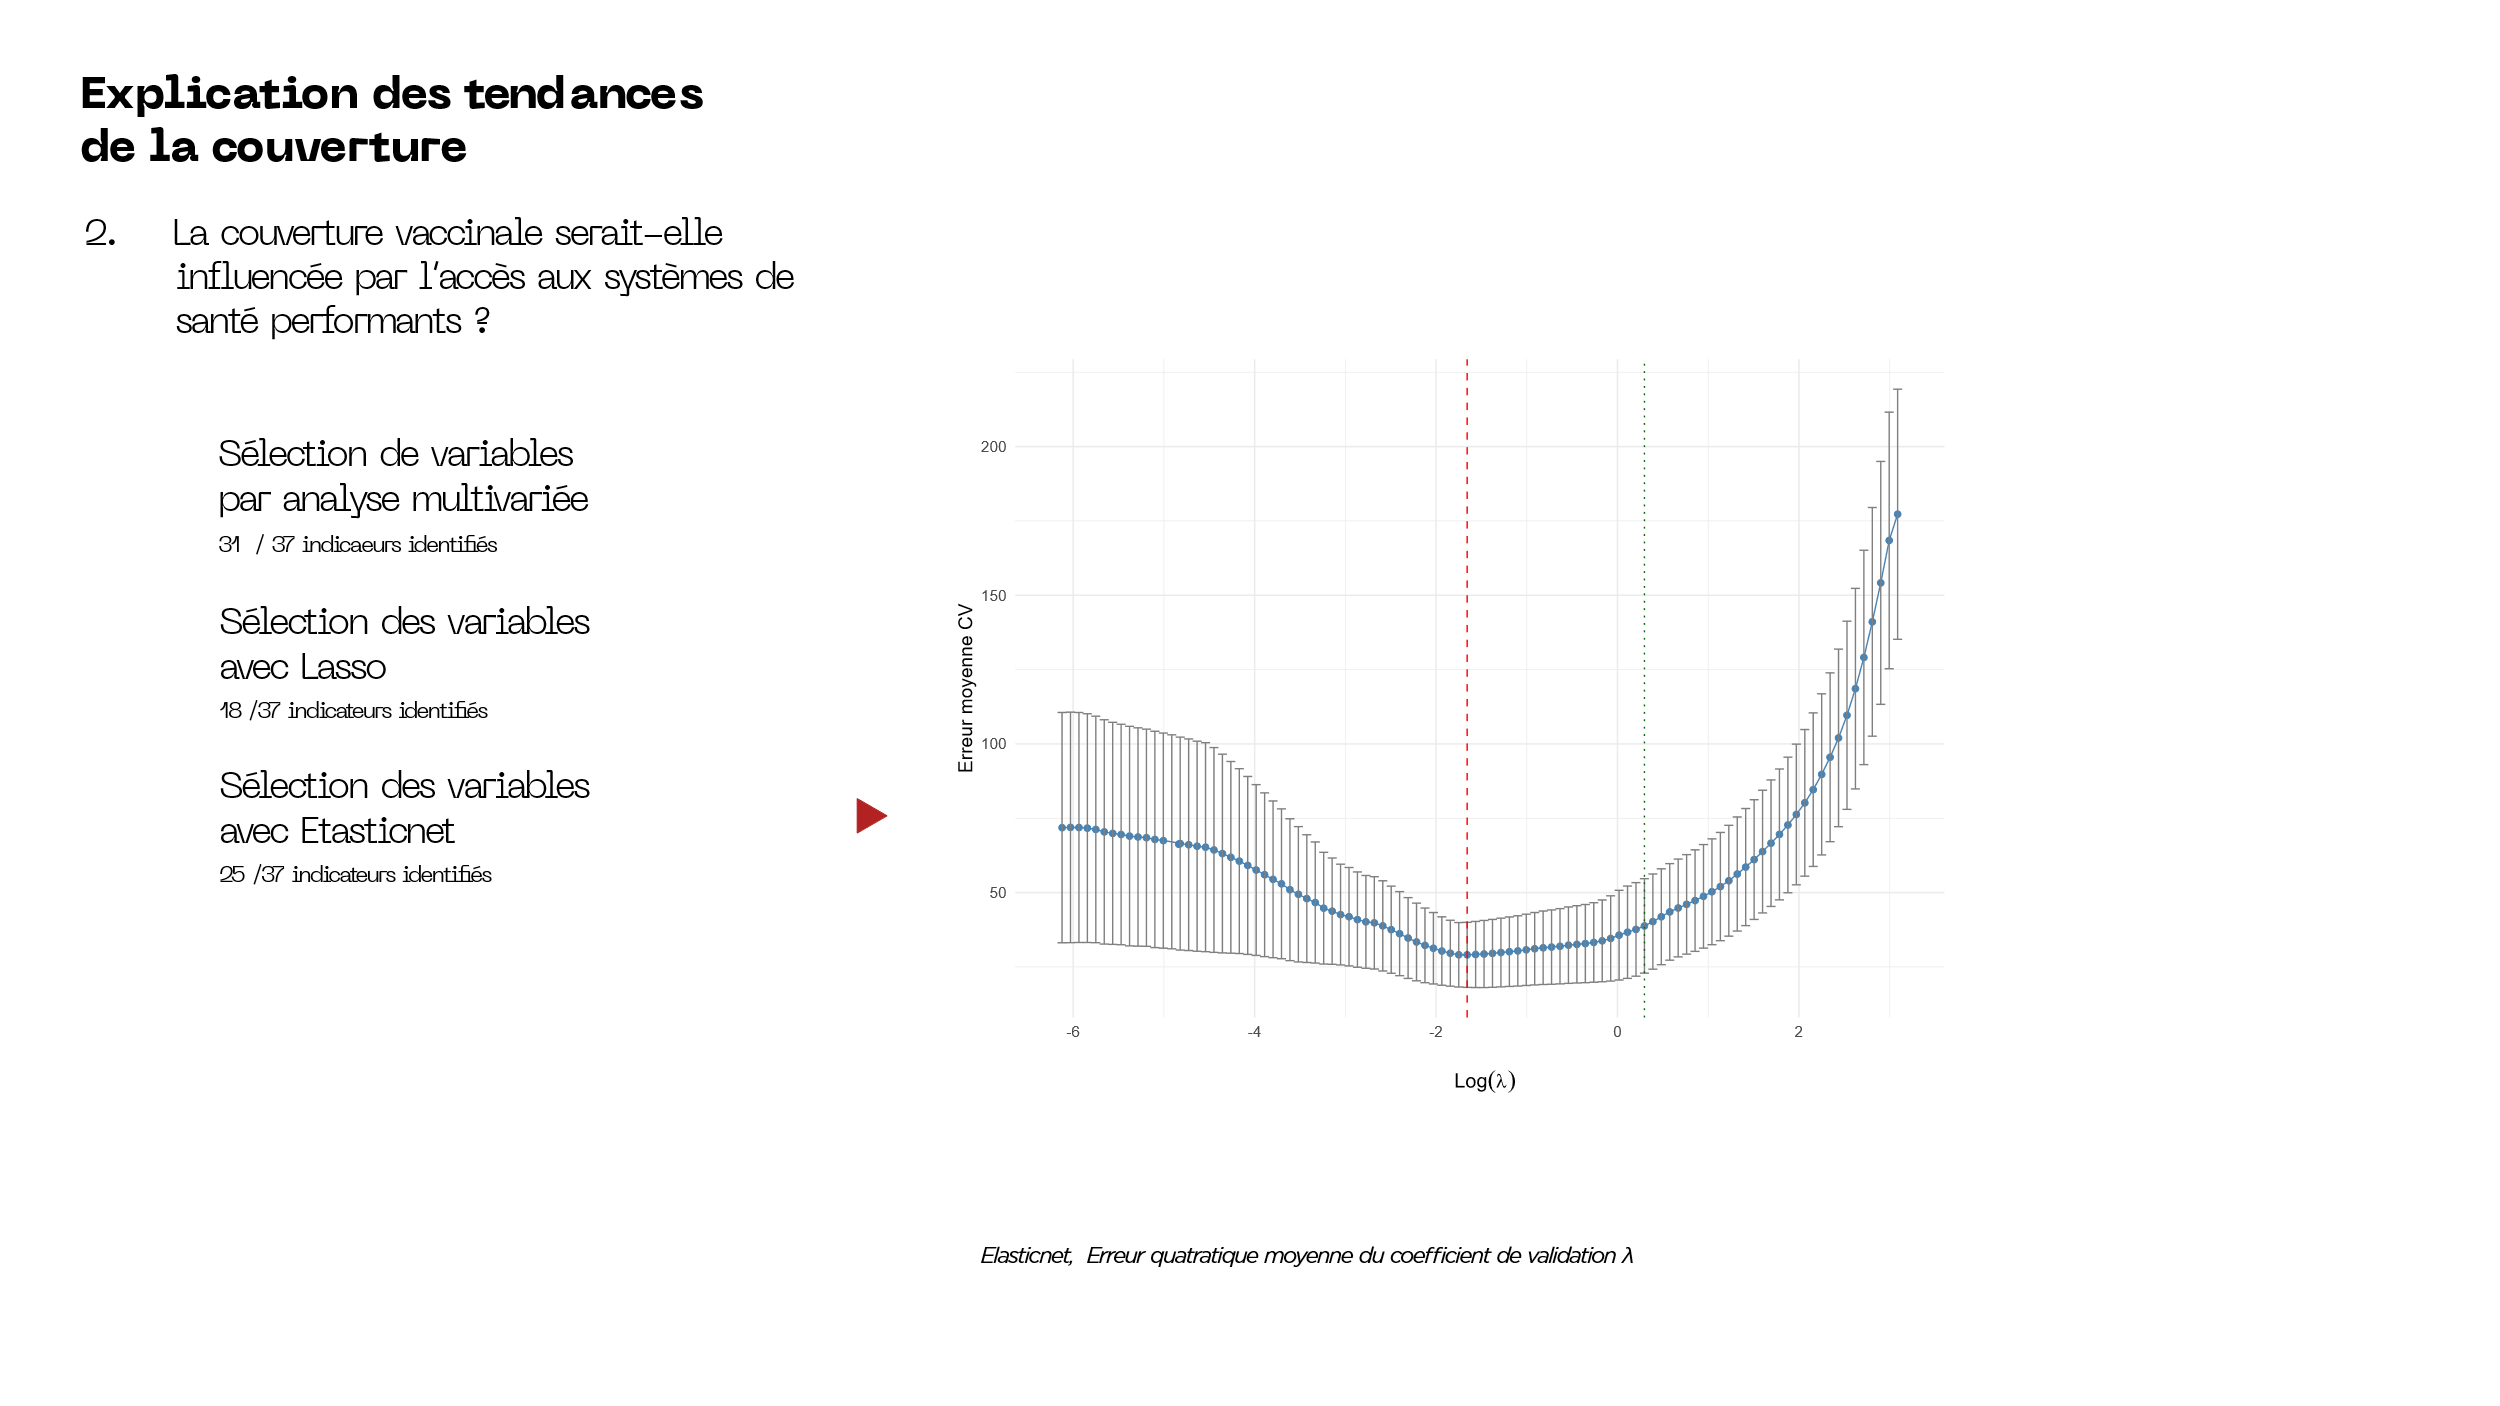 Explication des tendances
de la couverture
2. La couverture vaccinale serait-elle
influencée par l'accès aux systèmes de
santé performants ?
Sélection de variables
par analyse multivariée
31 / 37 indicaeurs identifiés
Sélection des variables
avec Lasso
18 /37 indicateurs identifiés
Sélection des variables
avec Etasticnet
25 /37 indicateurs identifiés
Erreur moyenne CV
200
150
100
50
-6 -4 -2 0 2
Log(λ)
Elasticnet, Erreur quatratique moyenne du coefficient de validation λ